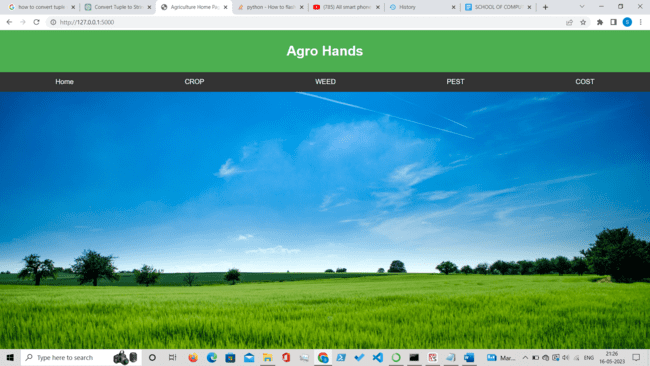 how to convert tuple
Convert Tuple to Stri
Agriculture Home Pag
python - How to flas
(785) All smart phon
History
SCHOOL OF COMPU
http://127.0.0.1:5000
S
Agro Hands
Home
CROP
WEED
PEST
COST
Type here to search
Mar...
ENG
21:26
16-05-2023